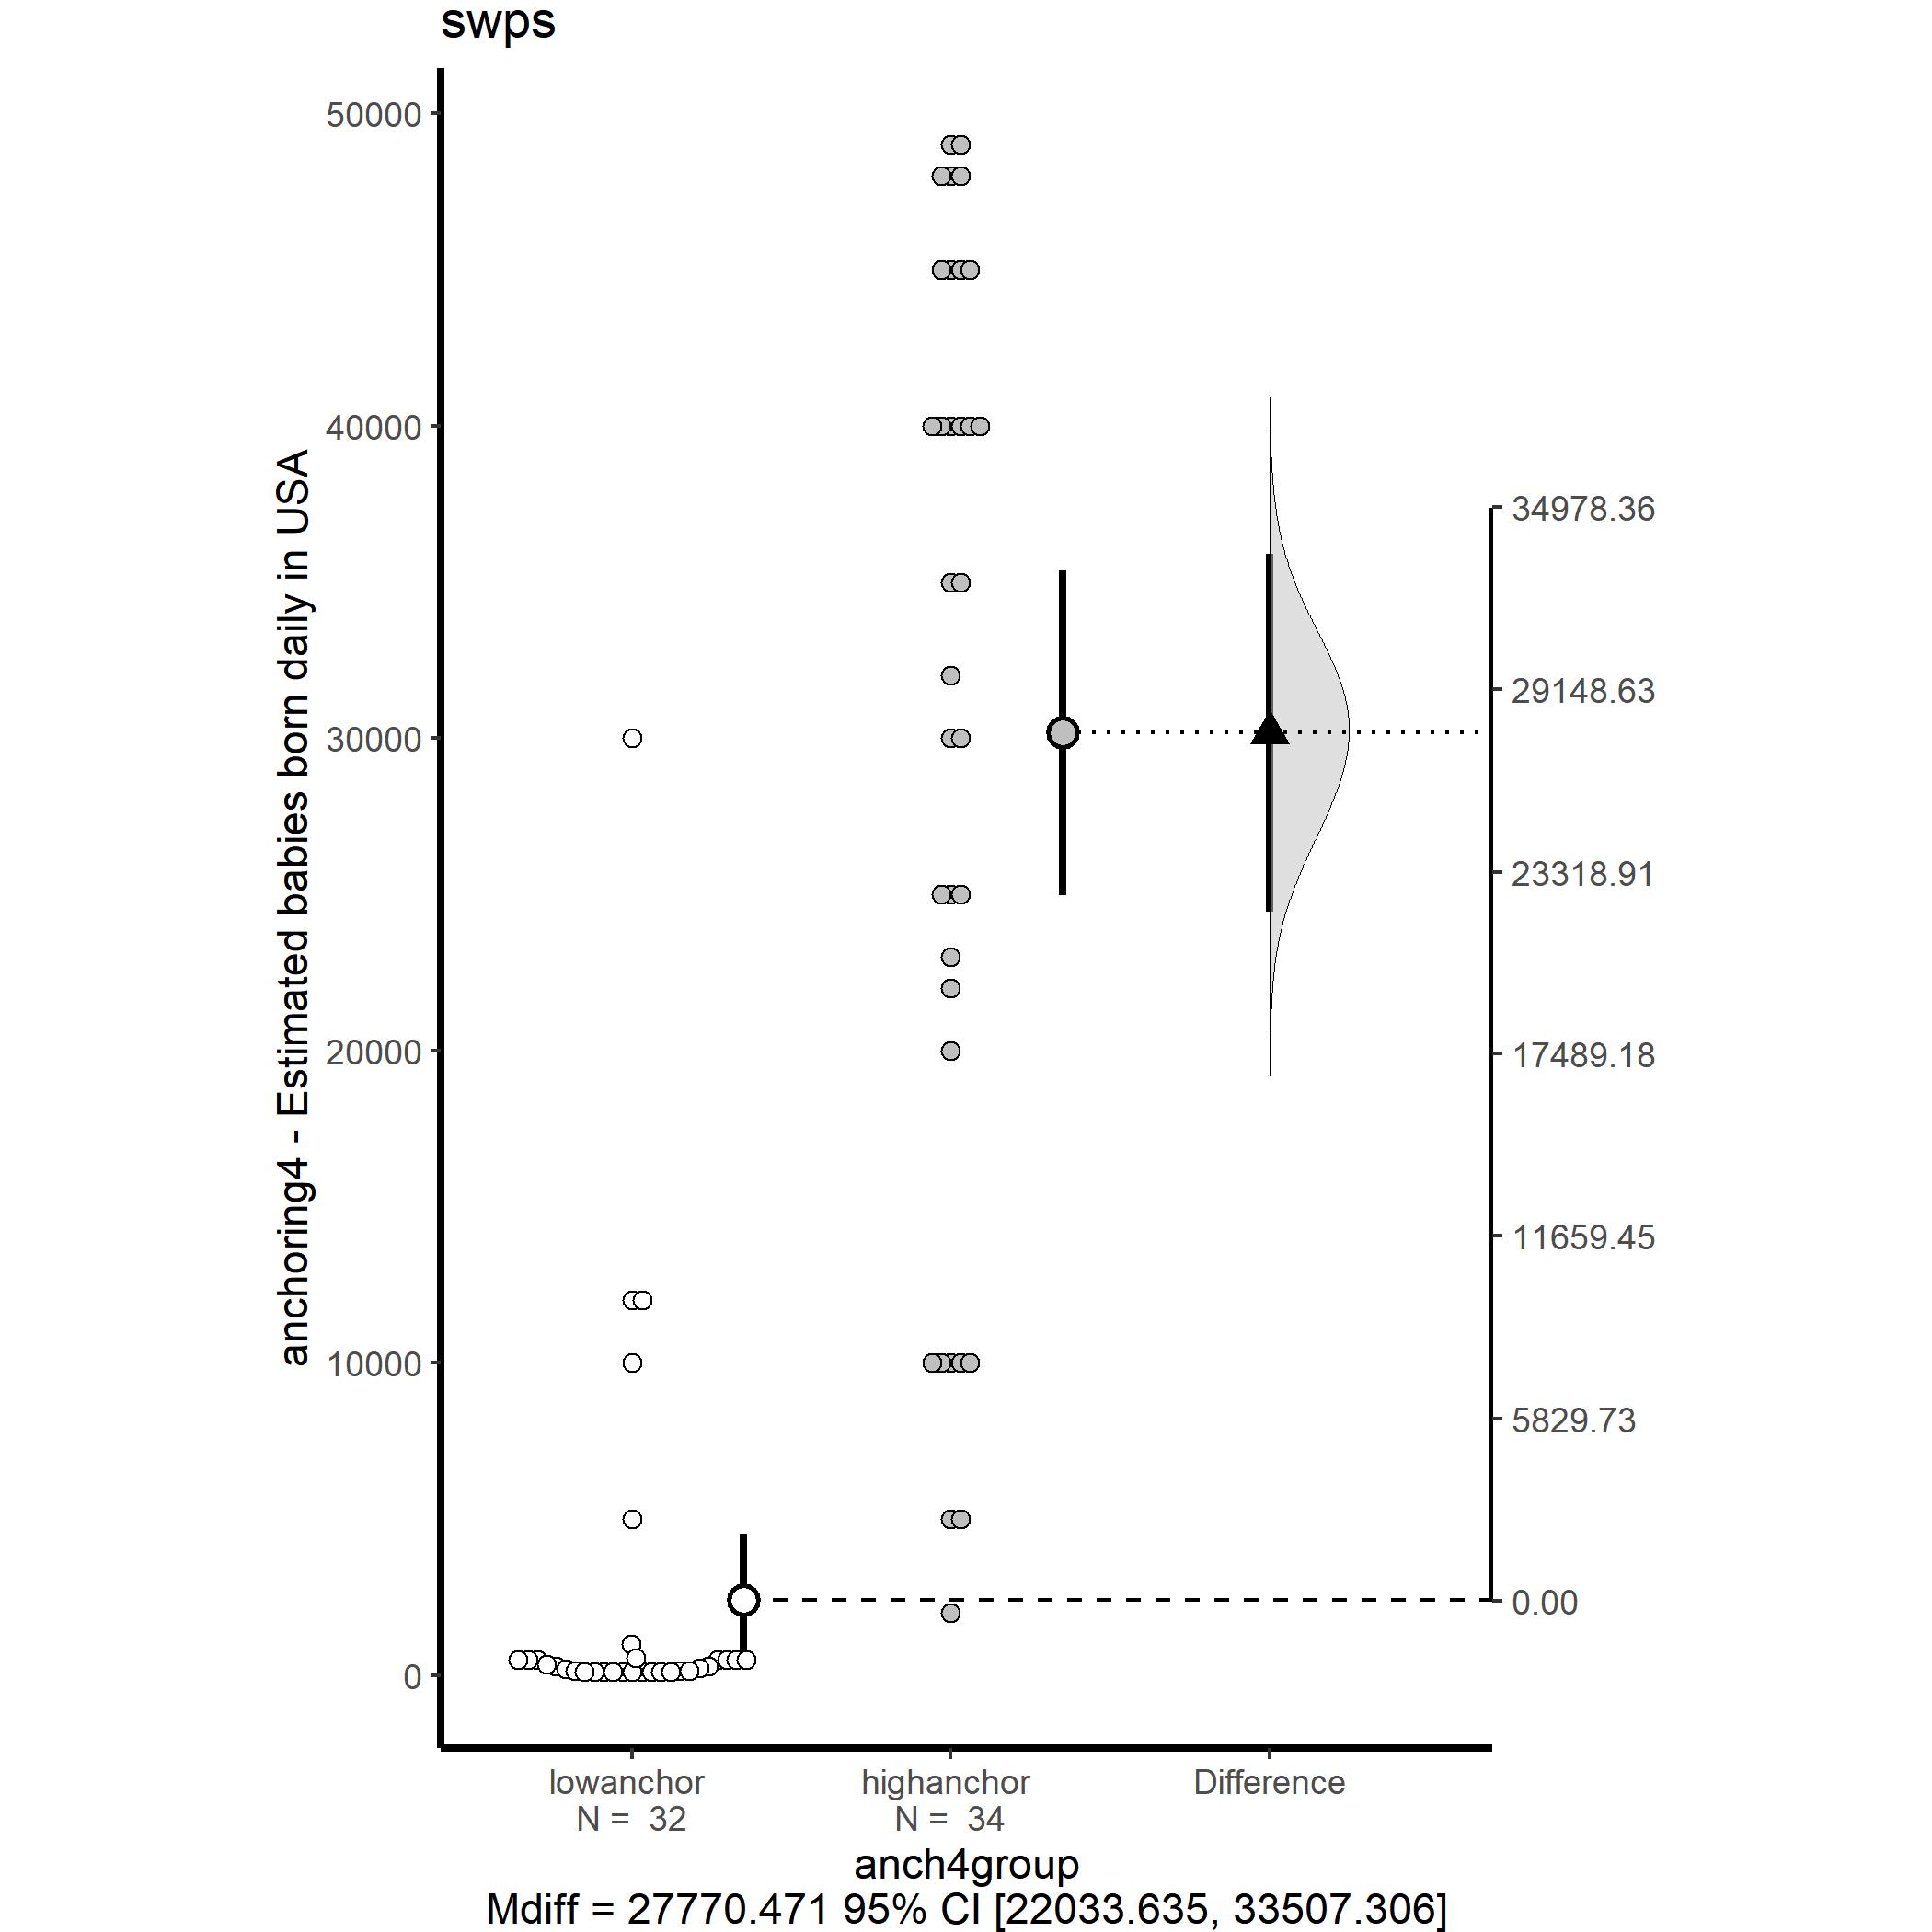 swps
50000
40000
30000
20000
10000
0
anchoring4 - Estimated babies born daily in USA
34978.36
29148.63
23318.91
17489.18
11659.45
5829.73
0.00
lowanchor
N =  32
highanchor
N =  34
Difference
anch4group
Mdiff = 27770.471 95% CI [22033.635, 33507.306]